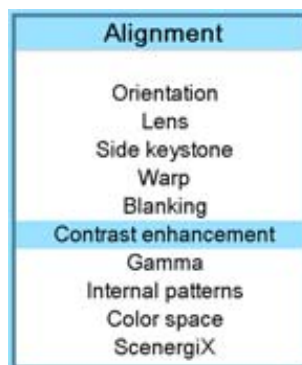 Alignment
Orientation
Lens
Side keystone
Warp
Blanking
Contrast enhancement
Gamma
Internal patterns
Color space
ScenergiX